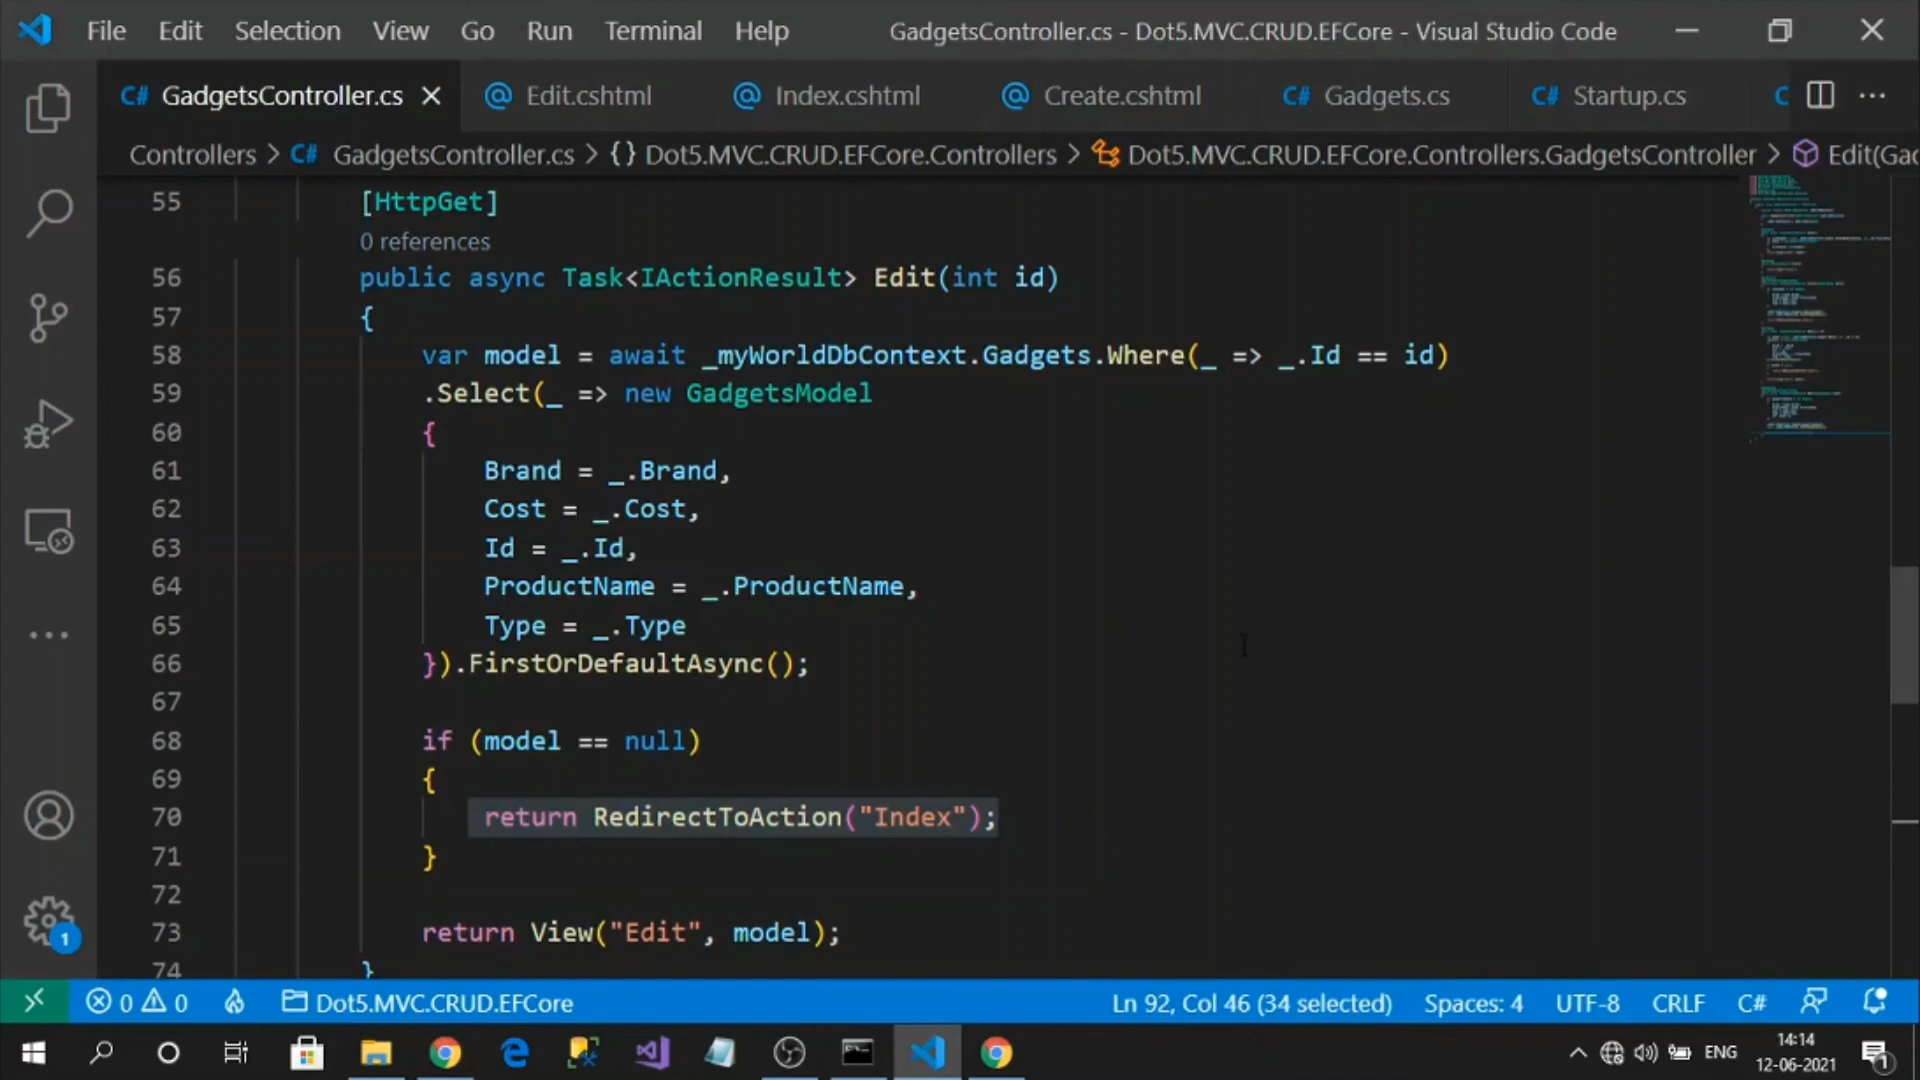 File Edit Selection View Go Run Terminal Help GadgetsController.cs - Dot5.MVC.CRUD.EFCore - Visual Studio Code
C# GadgetsController.cs Edit.cshtml Index.cshtml Create.cshtml C# Gadgets.cs C# Startup.cs C
Controllers > C# GadgetsController.cs > {} Dot5.MVC.CRUD.EFCore.Controllers > Dot5.MVC.CRUD.EFCore.Controllers.GadgetsController > Edit(Gac
55 [HttpGet]
0 references
56 public async Task<IActionResult> Edit(int id)
57 {
58 var model = await _myWorldDbContext.Gadgets.Where(_ => _.Id == id)
59 .Select(_ => new GadgetsModel
60 {
61 Brand = _.Brand,
62 Cost = _.Cost,
63 Id = _.Id,
64 ProductName = _.ProductName,
65 Type = _.Type
66 }).FirstOrDefaultAsync();
67
68 if (model == null)
69 {
70 return RedirectToAction("Index");
71 }
72
73 return View("Edit", model);
74 }
1
0 0 Dot5.MVC.CRUD.EFCore Ln 92, Col 46 (34 selected) Spaces: 4 UTF-8 CRLF C#
ENG 14:14
12-06-2021 1